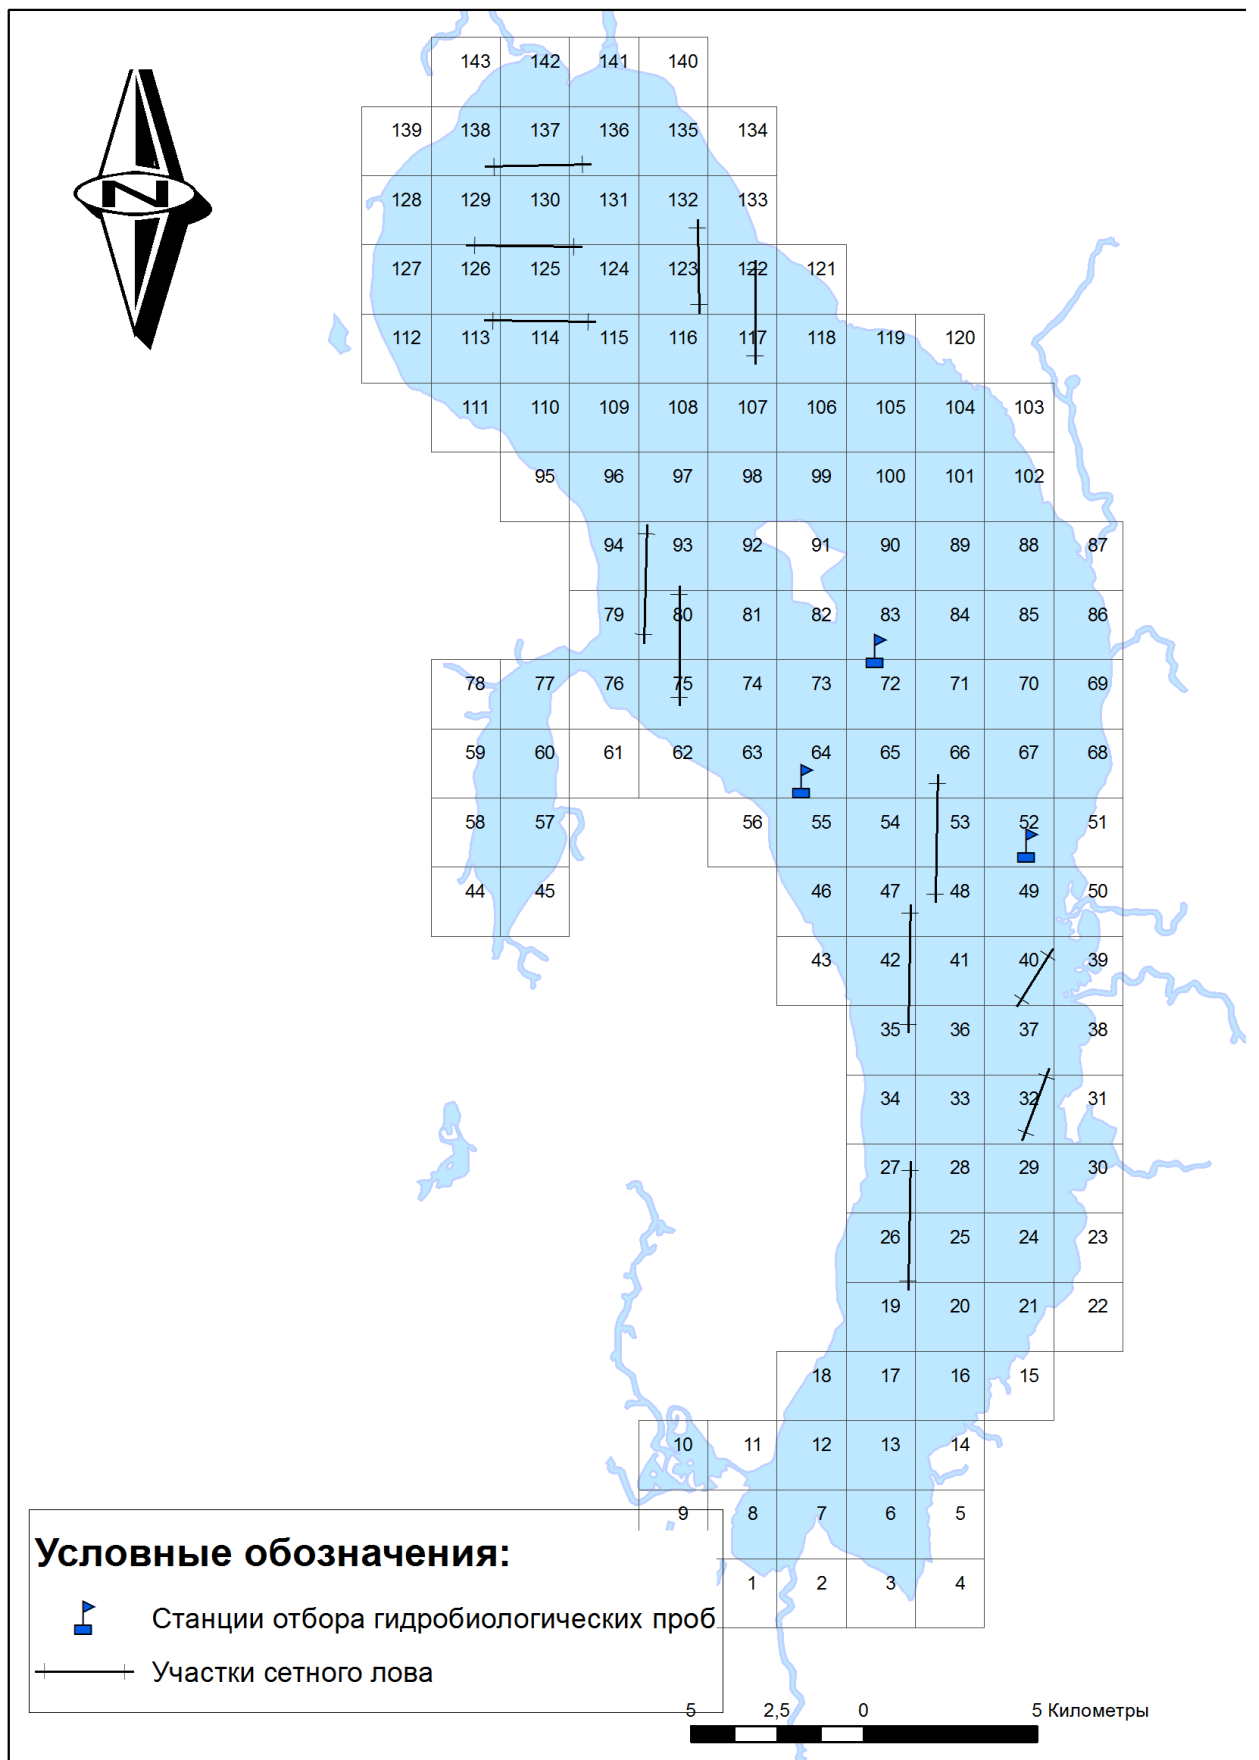 143 142 141 140
139 138 137 136 135 134
N
128 129 130 131 132 133
127 126 125 124 123 122 121
112 113 114 115 116 117 118 119 120
111 110 109 108 107 106 105 104 103
95 96 97 98 99 100 101 102
94 93 92 91 90 89 88 87
79 80 81 82 83 84 85 86
78 77 76 75 74 73 72 71 70 69
59 60 61 62 63 64 65 66 67 68
58 57 56 55 54 53 52 51
44 45 46 47 48 49 50
43 42 41 40 39
35 36 37 38
34 33 32 31
27 28 29 30
26 25 24 23
19 20 21 22
18 17 16 15
10 11 12 13 14
9 8 7 6 5
1 2 3 4
Условные обозначения:
Станции отбора гидробиологических проб
Участки сетного лова
5 2,5 0 5 Километры